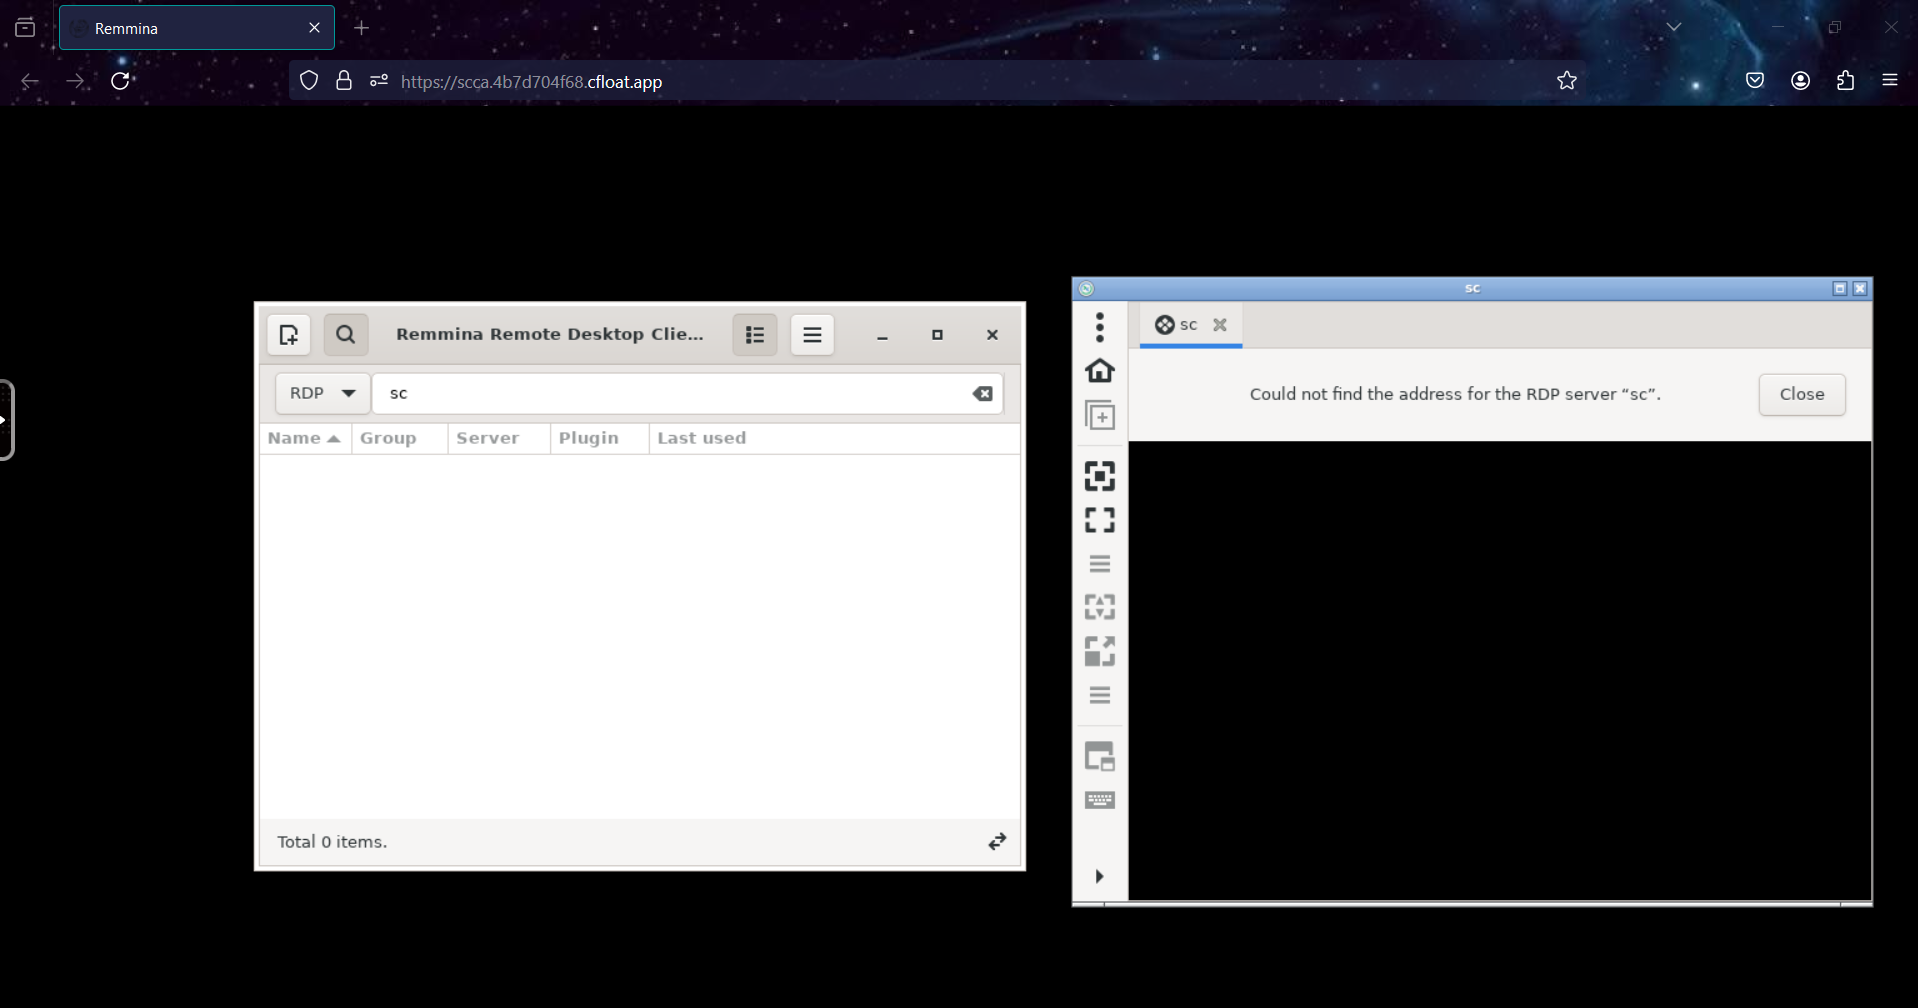 Remmina
https://scca.4b7d704f68.cfloat.app
sc
Remmina Remote Desktop Clie...
sc
RDP
sc
Could not find the address for the RDP server “sc”.
Close
Name
Group
Server
Plugin
Last used
Total 0 items.